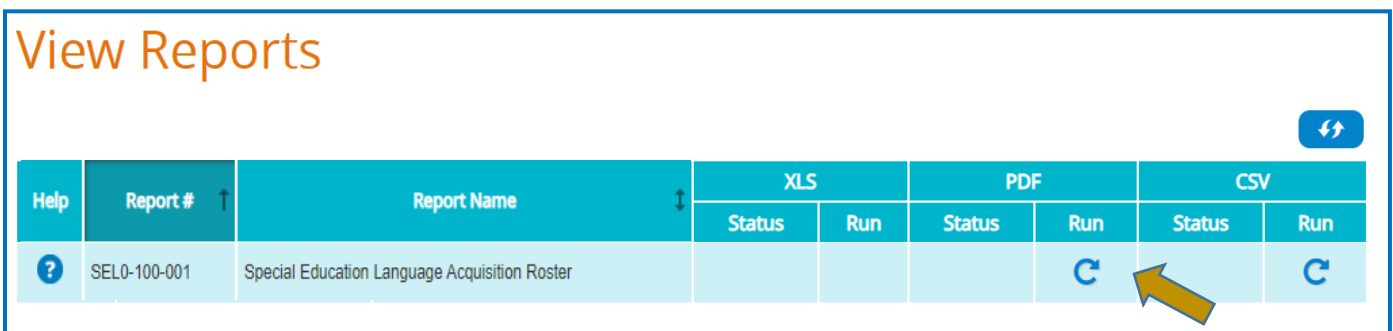 View Reports
Help Report # Report Name XLS PDF CSV
Status Run Status Run Status Run
? SEL0-100-001 Special Education Language Acquisition Roster